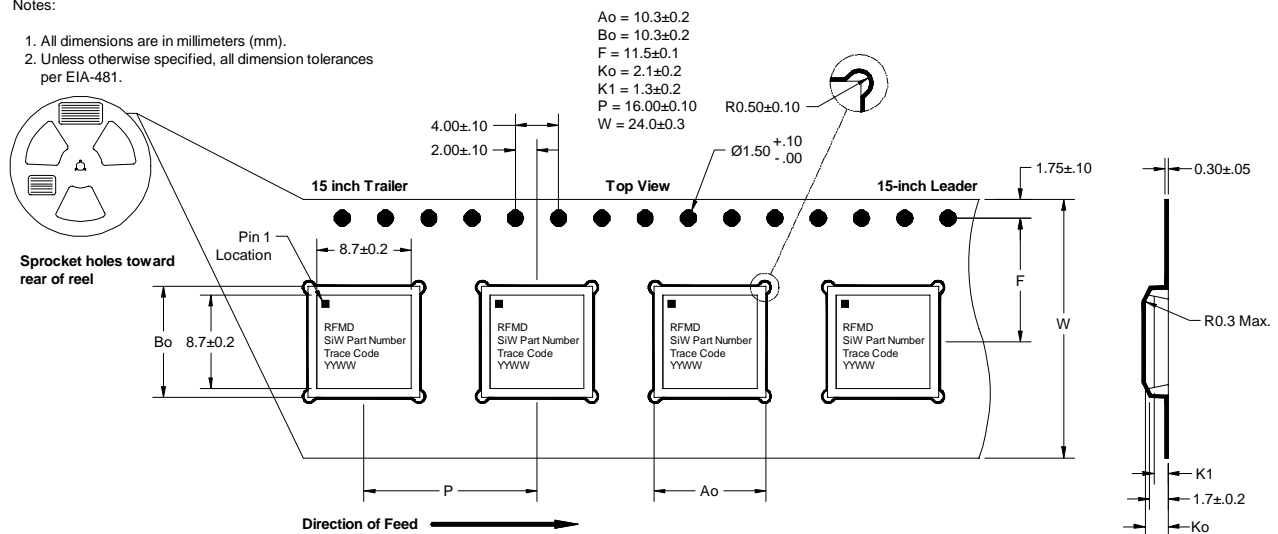 Notes:
1. All dimensions are in millimeters (mm).
2. Unless otherwise specified, all dimension tolerances
per EIA-481.
Ao = 10.3±0.2
Bo = 10.3±0.2
F = 11.5±0.1
Ko = 2.1±0.2
K1 = 1.3±0.2
P = 16.00±0.10
W = 24.0±0.3
R0.50±0.10
4.00±.10
2.00±.10
Ø1.50 +.10 -.00
1.75±.10
0.30±.05
15 inch Trailer
Top View
15-inch Leader
Sprocket holes toward
rear of reel
Pin 1
Location
8.7±0.2
F
W
R0.3 Max.
Bo
8.7±0.2
RFMD
SiW Part Number
Trace Code
YYWW
RFMD
SiW Part Number
Trace Code
YYWW
RFMD
SiW Part Number
Trace Code
YYWW
RFMD
SiW Part Number
Trace Code
YYWW
P
Ao
K1
1.7±.0.2
Ko
Direction of Feed